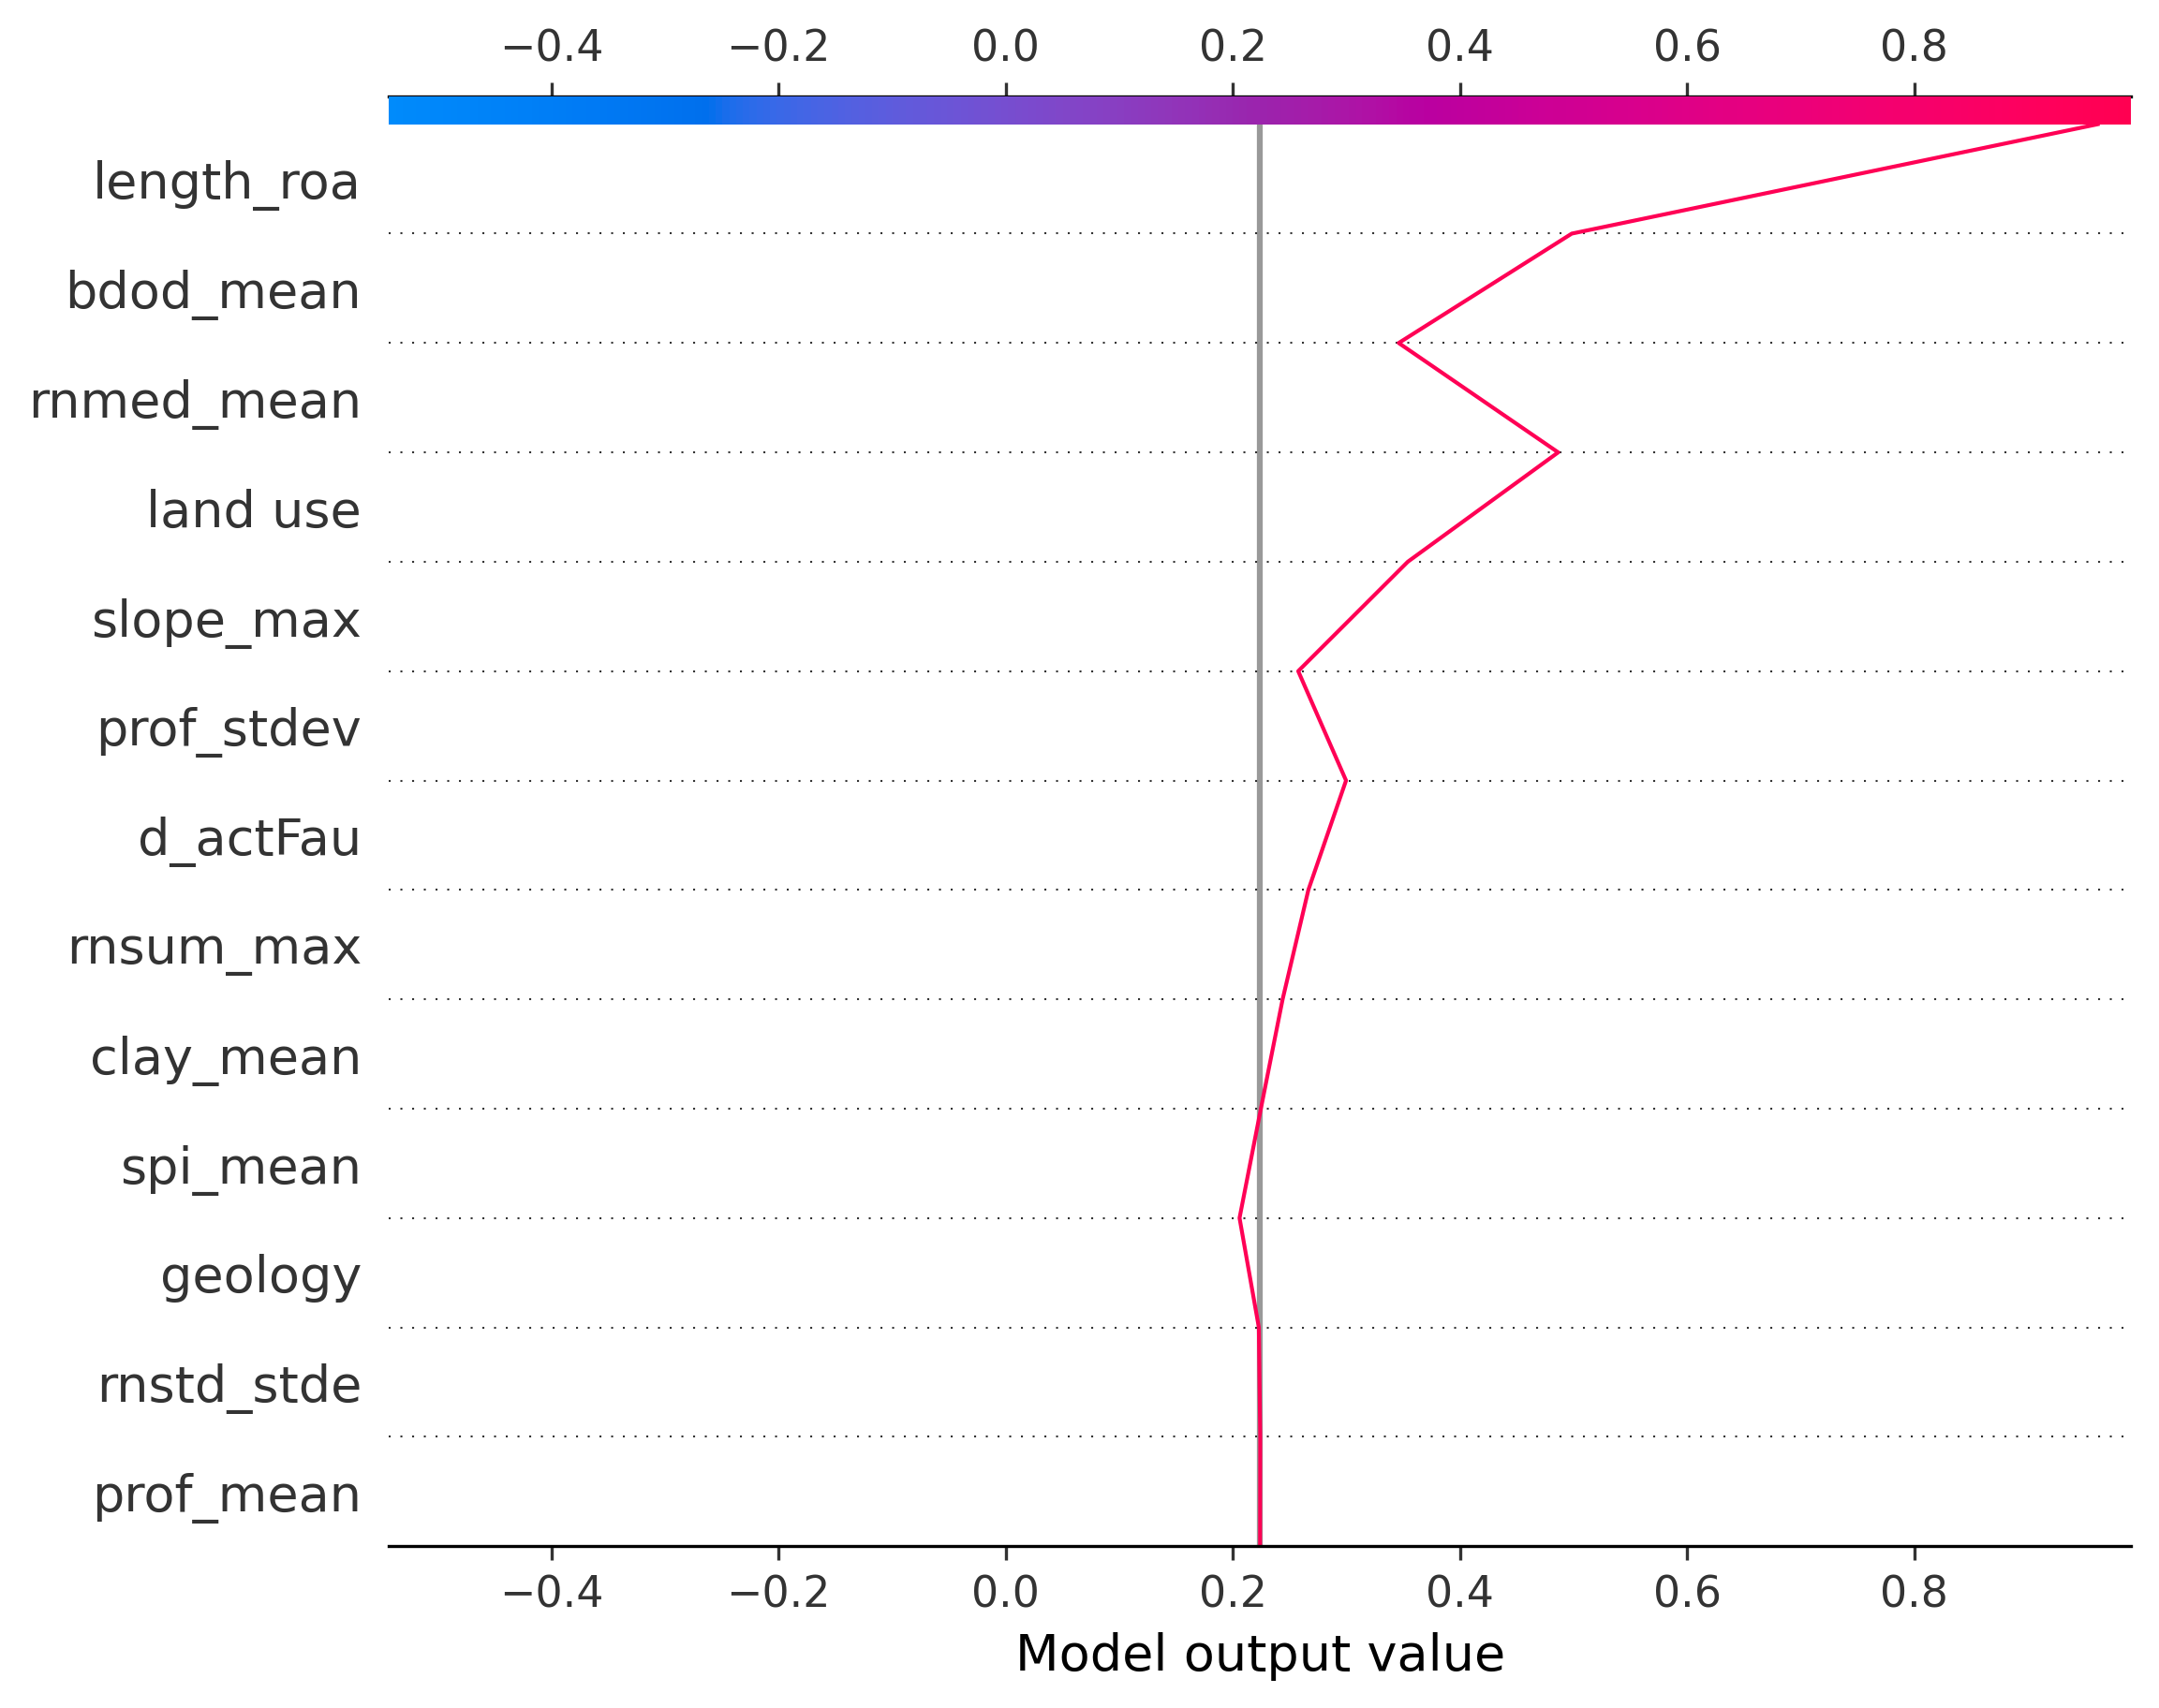 −0.4 −0.2 0.0 0.2 0.4 0.6 0.8
length_roa
bdod_mean
rnmed_mean
land use
slope_max
prof_stdev
d_actFau
rnsum_max
clay_mean
spi_mean
geology
rnstd_stde
prof_mean
−0.4 −0.2 0.0 0.2 0.4 0.6 0.8
Model output value